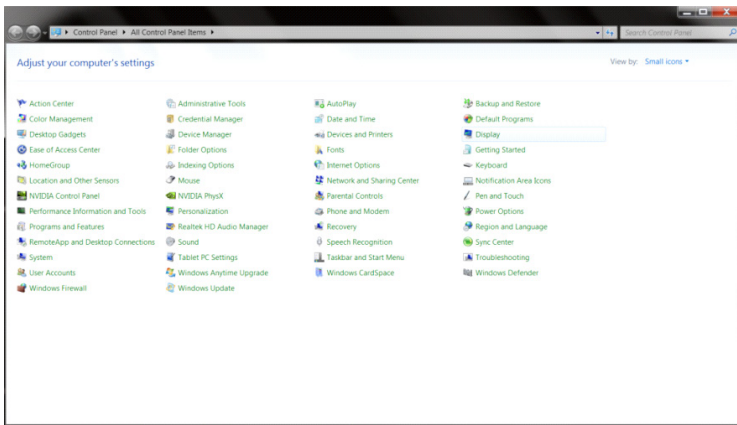 Control Panel All Control Panel Items Search Control Panel
Adjust your computer's settings View by: Small icons
Action Center Administrative Tools AutoPlay Backup and Restore
Color Management Credential Manager Date and Time Default Programs
Desktop Gadgets Device Manager Devices and Printers Display
Ease of Access Center Folder Options Fonts Getting Started
HomeGroup Indexing Options Internet Options Keyboard
Location and Other Sensors Mouse Network and Sharing Center Notification Area Icons
NVIDIA Control Panel NVIDIA PhysX Parental Controls Pen and Touch
Performance Information and Tools Personalization Phone and Modem Power Options
Programs and Features Realtek HD Audio Manager Recovery Region and Language
RemoteApp and Desktop Connections Sound Speech Recognition Sync Center
System Tablet PC Settings Taskbar and Start Menu Troubleshooting
User Accounts Windows Anytime Upgrade Windows CardSpace Windows Defender
Windows Firewall Windows Update